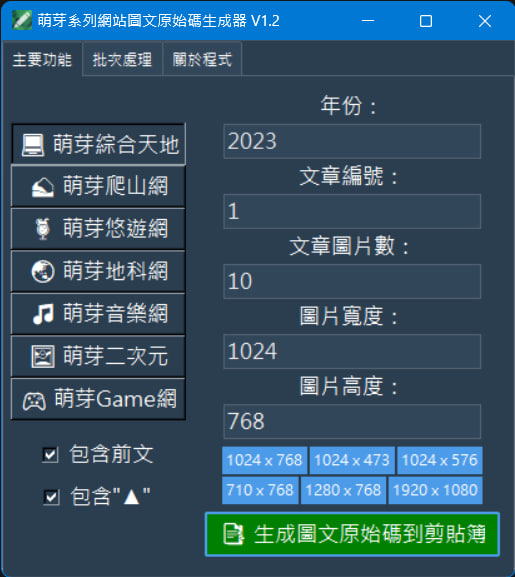 萌芽系列網站圖文原始碼生成器 V1.2
主要功能 批次處理 關於程式
萌芽綜合天地
萌芽爬山網
萌芽悠遊網
萌芽地科網
萌芽音樂網
萌芽二次元
萌芽Game網
包含前文
包含"▲"
年份：
2023
文章編號：
1
文章圖片數：
10
圖片寬度：
1024
圖片高度：
768
1024 x 768 1024 x 473 1024 x 576
710 x 768 1280 x 768 1920 x 1080
生成圖文原始碼到剪貼簿